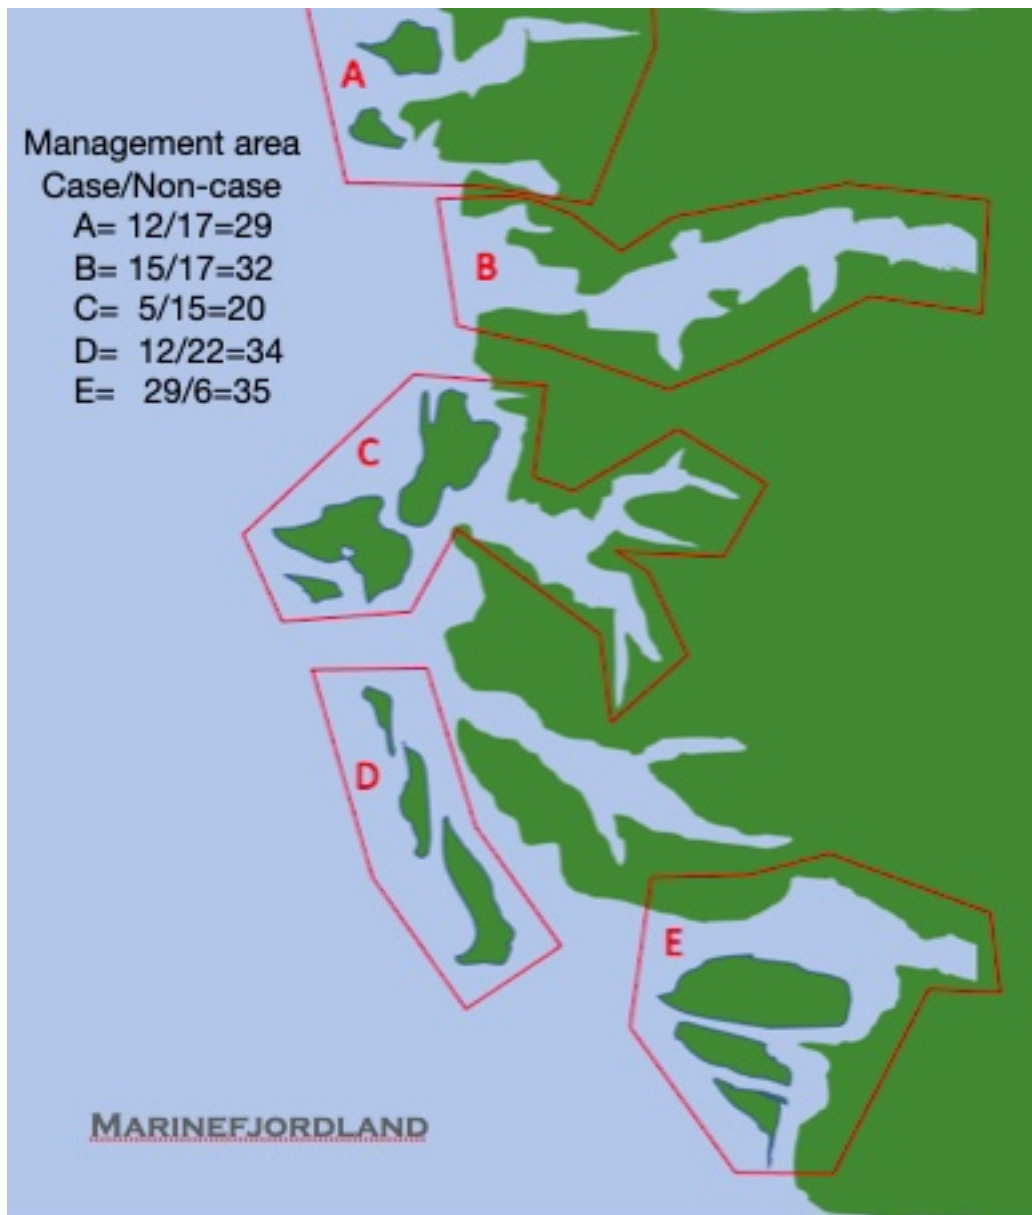 A
Management area
Case/Non-case
A= 12/17=29
B= 15/17=32
C= 5/15=20
D= 12/22=34
E= 29/6=35
B
C
D
E
MARINEFJORDLAND